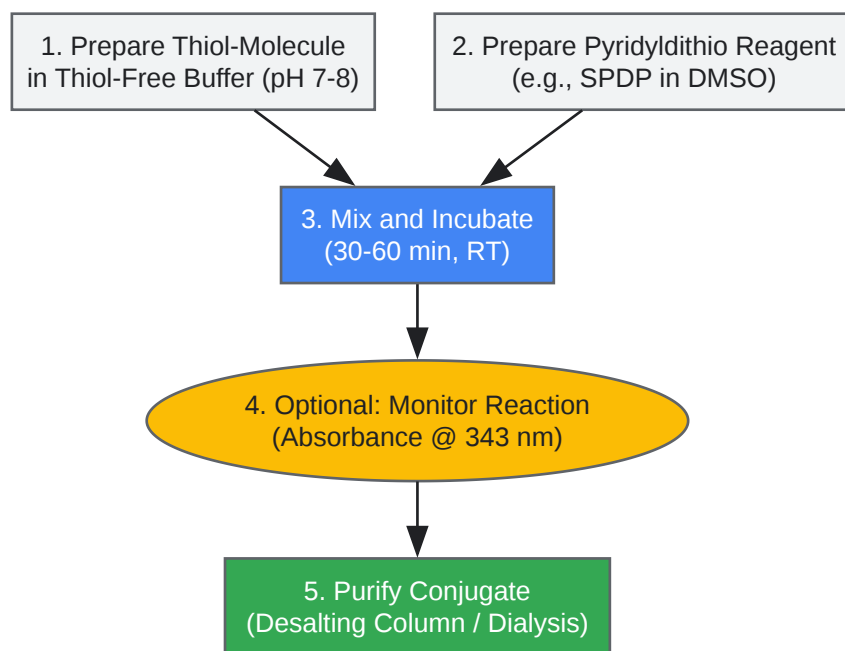 1. Prepare Thiol-Molecule
in Thiol-Free Buffer (pH 7-8)
2. Prepare Pyridyldithio Reagent
(e.g., SPDP in DMSO)
3. Mix and Incubate
(30-60 min, RT)
4. Optional: Monitor Reaction
(Absorbance @ 343 nm)
5. Purify Conjugate
(Desalting Column / Dialysis)